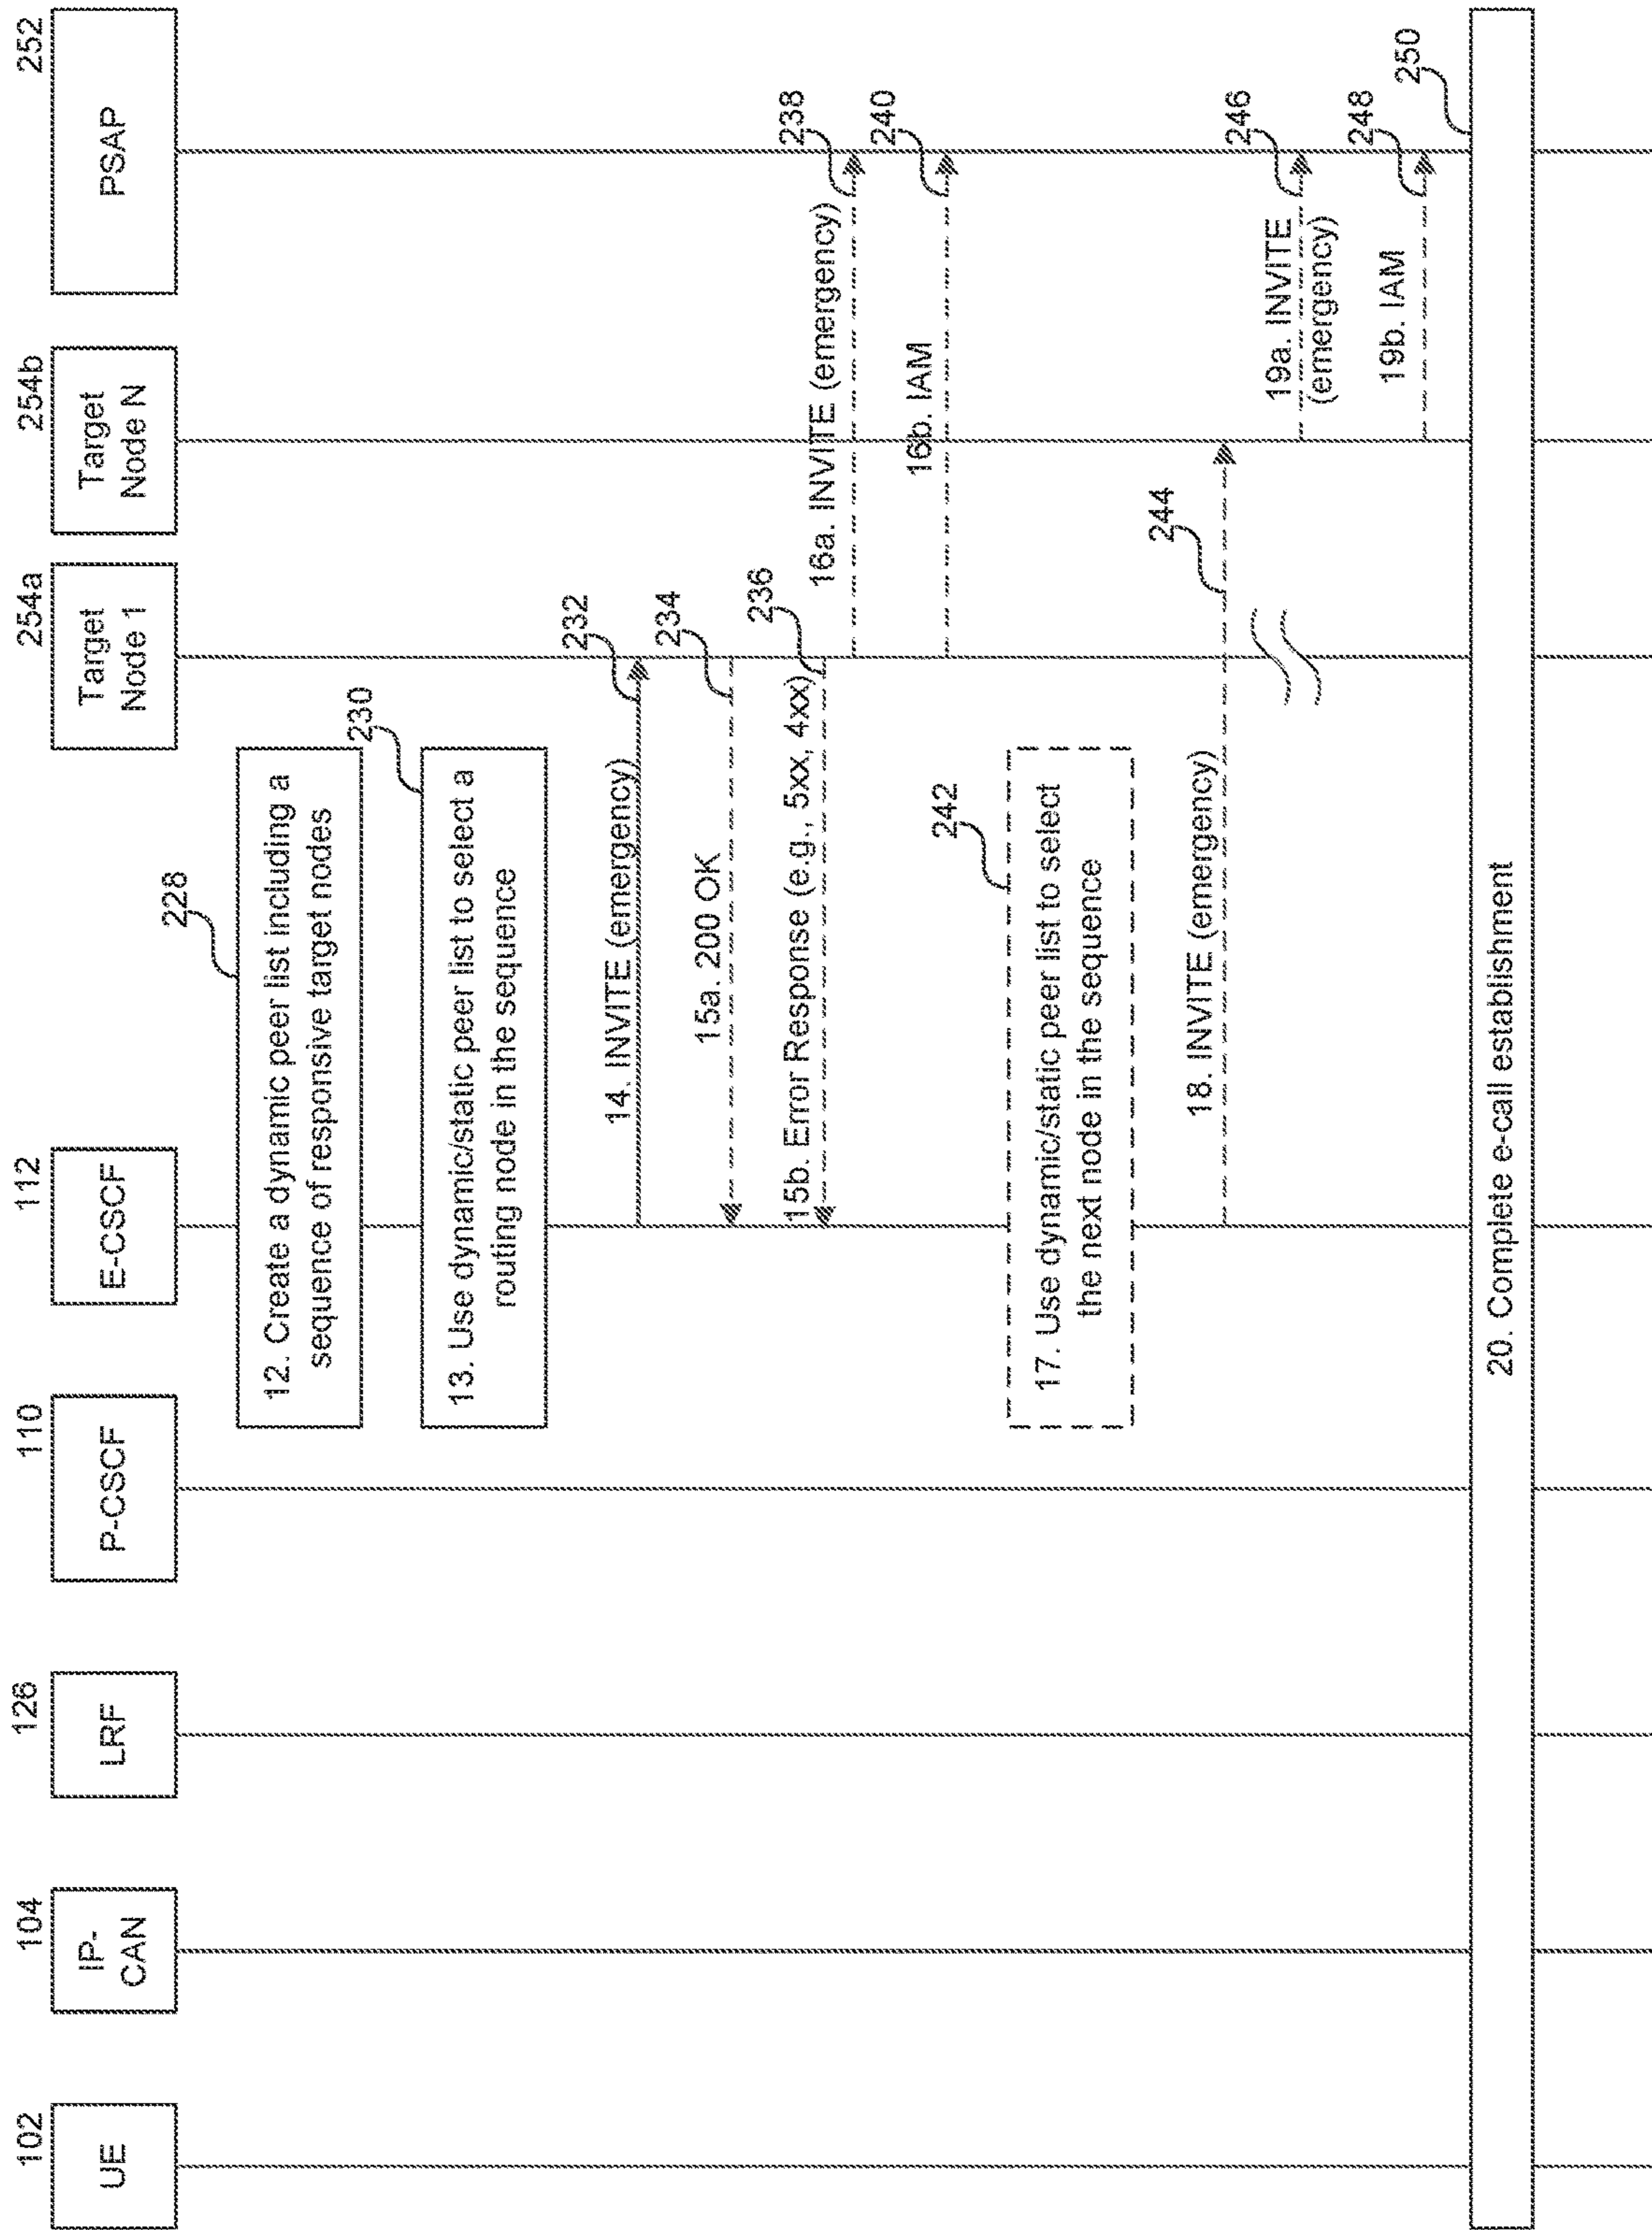 102
UE
104
IP-
CAN
126
LRF
110
P-CSCF
112
E-CSCF
254a
Target
Node 1
254b
Target
Node N
252
PSAP
228
12. Create a dynamic peer list including a
sequence of responsive target nodes
230
13. Use dynamic/static peer list to select a
routing node in the sequence
14. INVITE (emergency)
232
15a. 200 OK
234
15b. Error Response (e.g., 5xx, 4xx)
236
16a. INVITE (emergency)
238
16b. IAM
240
242
17. Use dynamic/static peer list to select
the next node in the sequence
18. INVITE (emergency)
244
19a. INVITE
(emergency)
246
19b. IAM
248
250
20. Complete e-call establishment